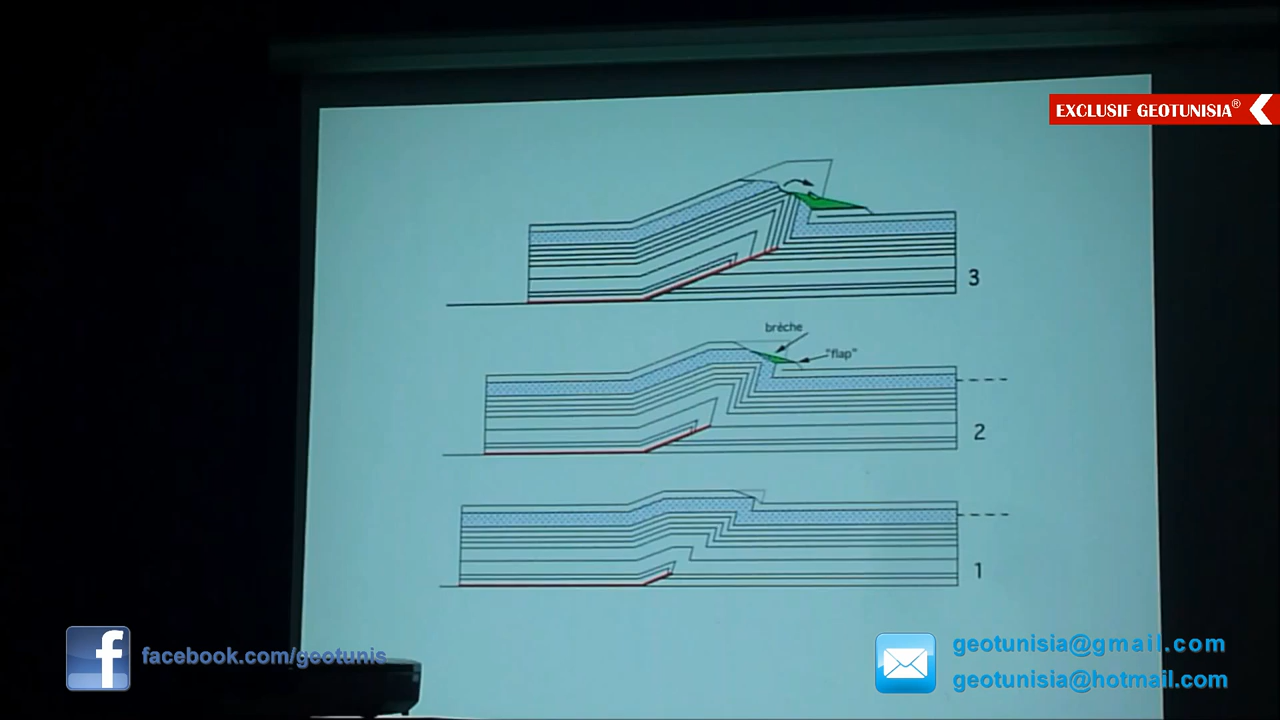 EXCLUSIF GEOTUNISIA®
3
brèche
"flap"
2
1
f
facebook.com/geotunis
geotunisia@gmail.com
geotunisia@hotmail.com